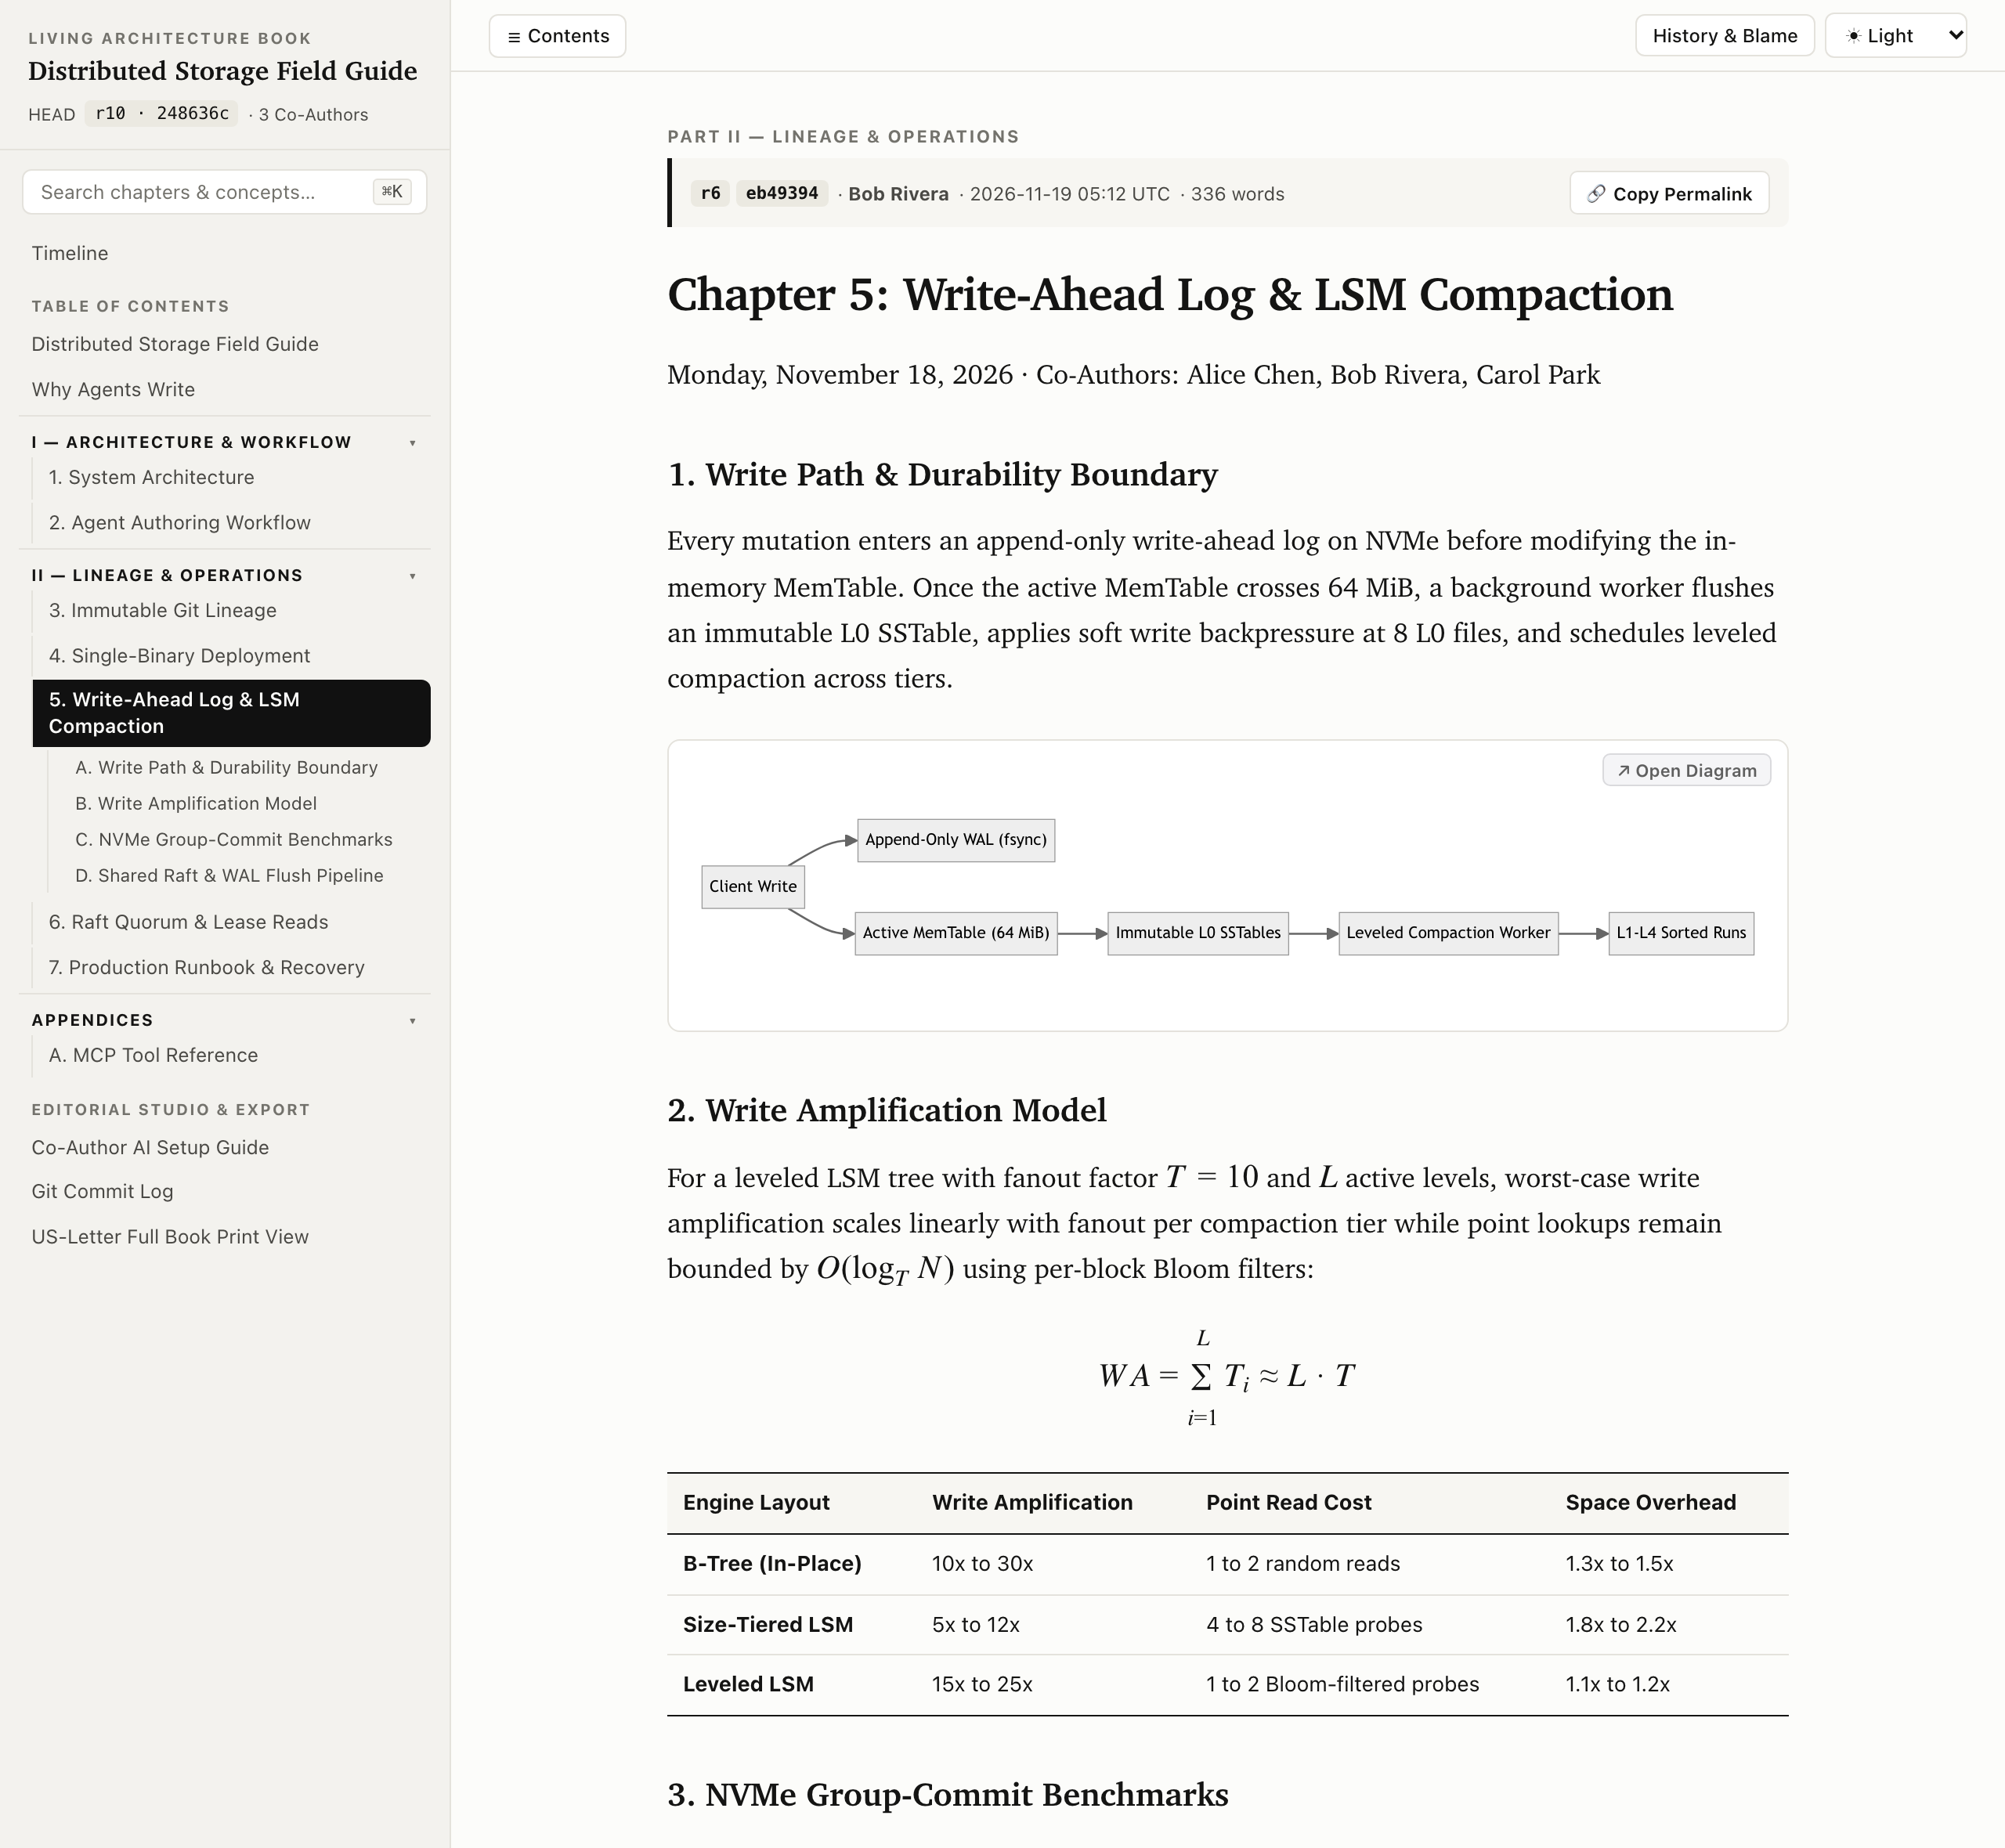 LIVING ARCHITECTURE BOOK
Distributed Storage Field Guide
HEAD r10 · 248636c · 3 Co-Authors
Search chapters & concepts... ⌘K
Timeline
TABLE OF CONTENTS
Distributed Storage Field Guide
Why Agents Write
I — ARCHITECTURE & WORKFLOW ▾
1. System Architecture
2. Agent Authoring Workflow
II — LINEAGE & OPERATIONS ▾
3. Immutable Git Lineage
4. Single-Binary Deployment
5. Write-Ahead Log & LSM
Compaction
A. Write Path & Durability Boundary
B. Write Amplification Model
C. NVMe Group-Commit Benchmarks
D. Shared Raft & WAL Flush Pipeline
6. Raft Quorum & Lease Reads
7. Production Runbook & Recovery
APPENDICES ▾
A. MCP Tool Reference
EDITORIAL STUDIO & EXPORT
Co-Author AI Setup Guide
Git Commit Log
US-Letter Full Book Print View
≡ Contents
History & Blame
☀ Light
PART II — LINEAGE & OPERATIONS
r6 eb49394 · Bob Rivera · 2026-11-19 05:12 UTC · 336 words
🔗 Copy Permalink
Chapter 5: Write-Ahead Log & LSM Compaction
Monday, November 18, 2026 · Co-Authors: Alice Chen, Bob Rivera, Carol Park
1. Write Path & Durability Boundary
Every mutation enters an append-only write-ahead log on NVMe before modifying the in-
memory MemTable. Once the active MemTable crosses 64 MiB, a background worker flushes
an immutable L0 SSTable, applies soft write backpressure at 8 L0 files, and schedules leveled
compaction across tiers.
↗ Open Diagram
Append-Only WAL (fsync)
Client Write
Active MemTable (64 MiB)
Immutable L0 SSTables
Leveled Compaction Worker
L1-L4 Sorted Runs
2. Write Amplification Model
For a leveled LSM tree with fanout factor T = 10 and L active levels, worst-case write
amplification scales linearly with fanout per compaction tier while point lookups remain
bounded by O(log_T N) using per-block Bloom filters:
WA = ∑_{i=1}^{L} T_i ≈ L · T
Engine Layout Write Amplification Point Read Cost Space Overhead
B-Tree (In-Place) 10x to 30x 1 to 2 random reads 1.3x to 1.5x
Size-Tiered LSM 5x to 12x 4 to 8 SSTable probes 1.8x to 2.2x
Leveled LSM 15x to 25x 1 to 2 Bloom-filtered probes 1.1x to 1.2x
3. NVMe Group-Commit Benchmarks